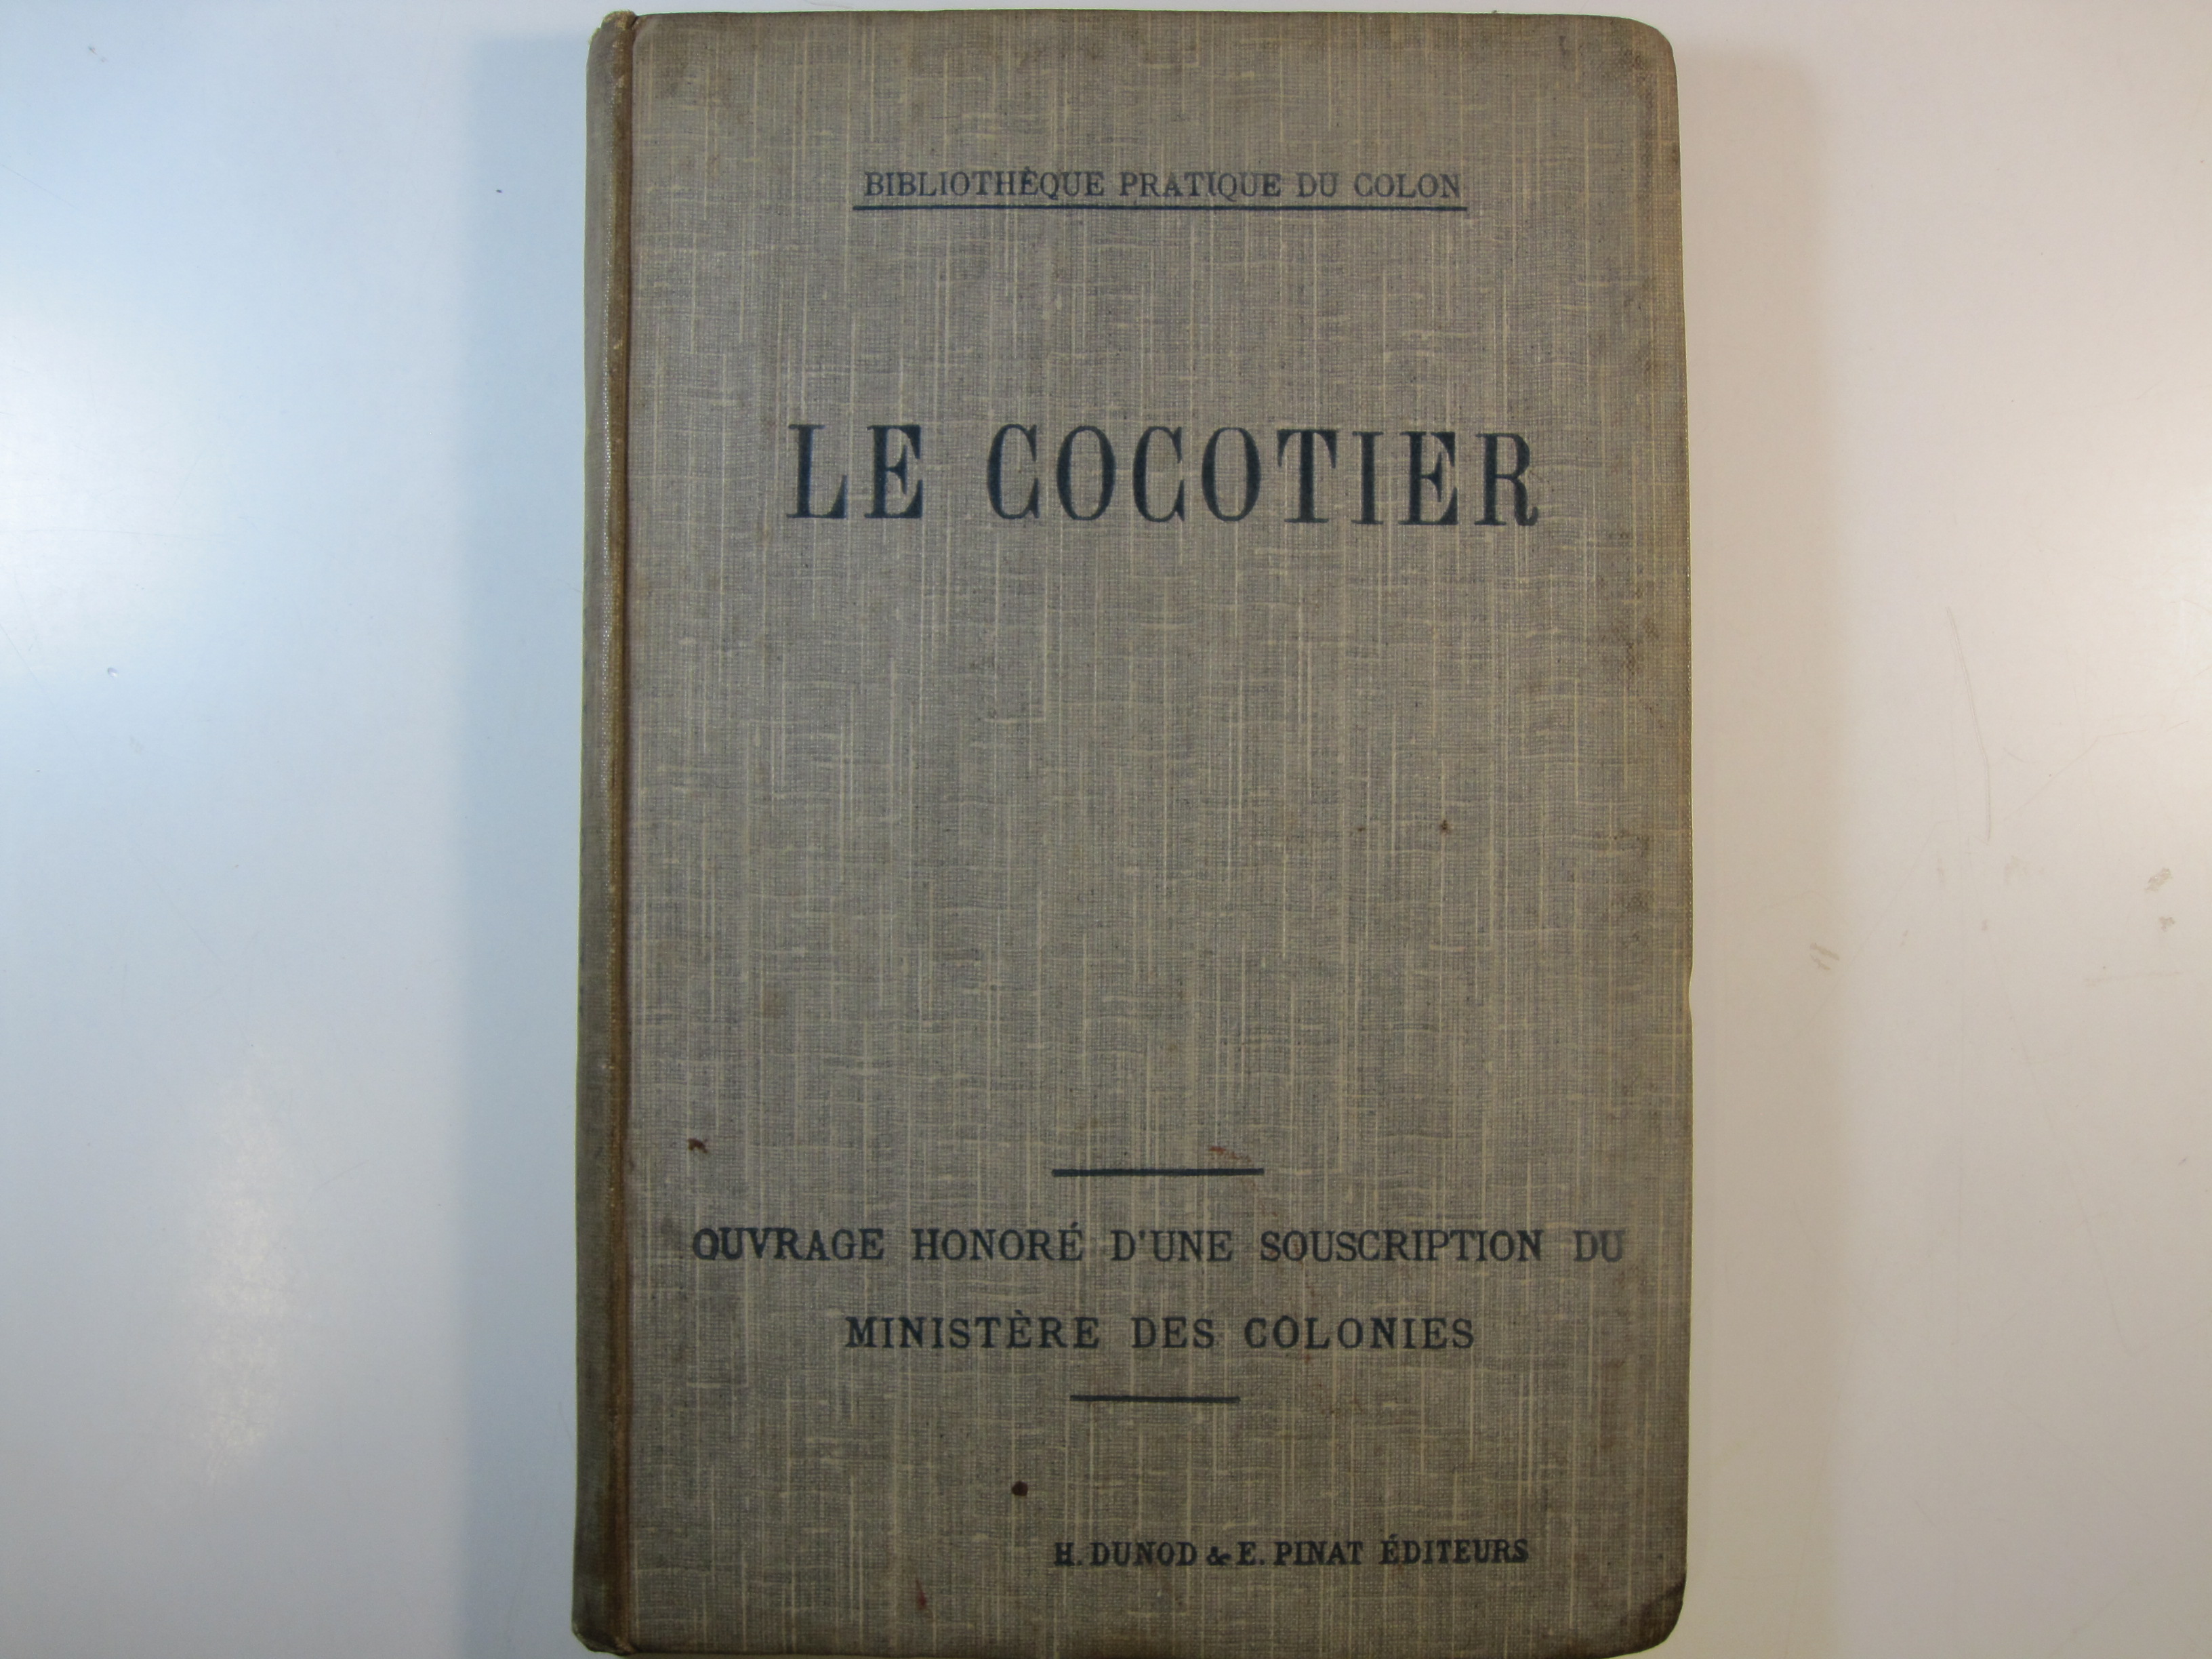 BIBLIOTHÈQUE PRATIQUE DU COLON
LE COCOTIER
OUVRAGE HONORÉ D'UNE SOUSCRIPTION DU
MINISTÈRE DES COLONIES
H. DUNOD & E. PINAT ÉDITEURS